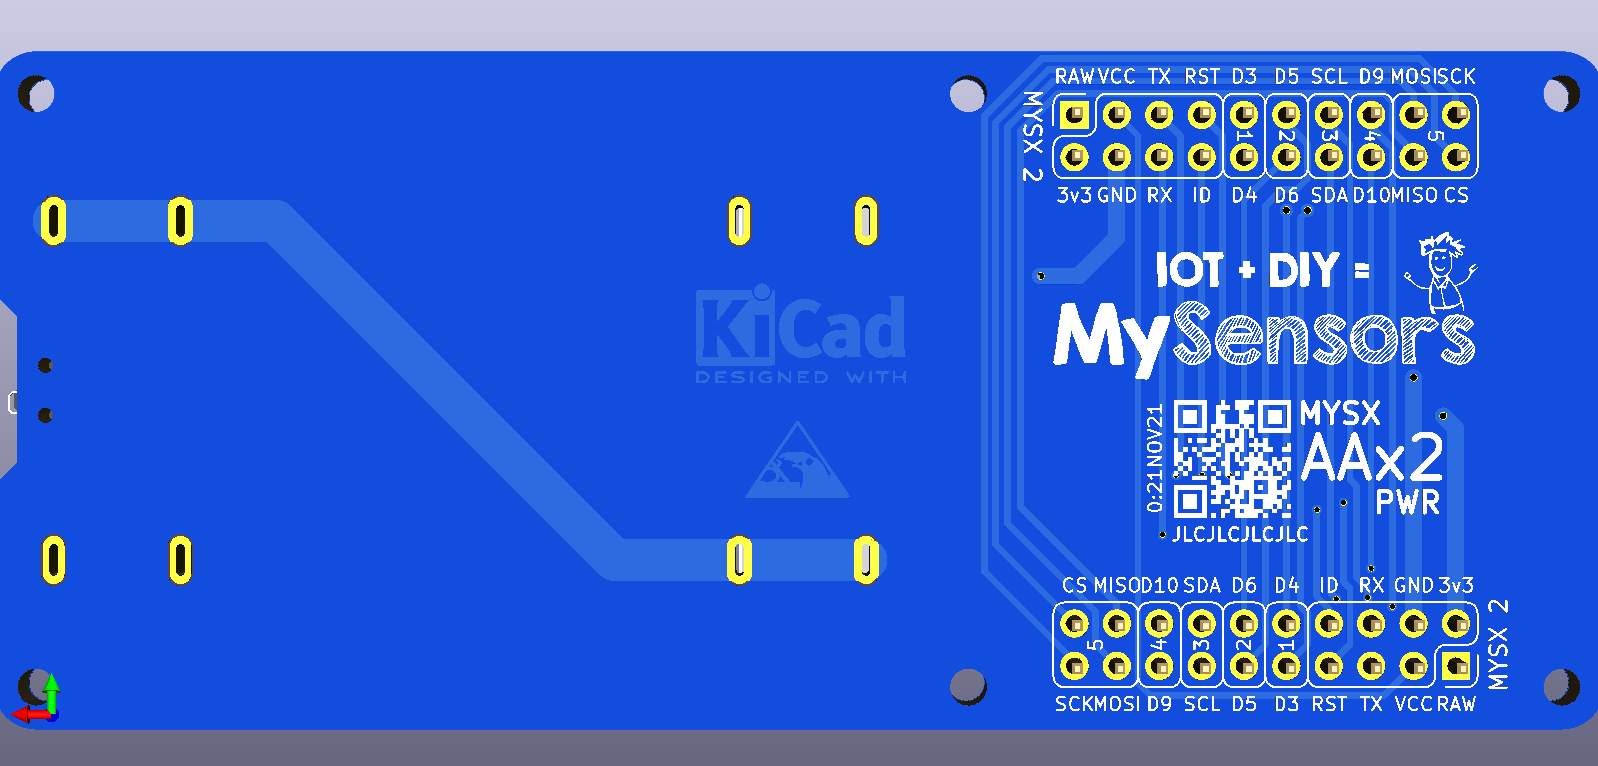 RAW VCC TX RST D3 D5 SCL D9 MOSI SCK
MYSX 2
1 2 3 4 5
3v3 GND RX ID D4 D6 SDA D10 MISO CS
IOT + DIY =
MySensors
KiCad
DESIGNED WITH
0:21NOV21
MYSX
AAx2
PWR
JLCJLCJLCJLC
CS MISO D10 SDA D6 D4 ID RX GND 3v3
5 4 3 2 1
MYSX 2
SCK MOSI D9 SCL D5 D3 RST TX VCC RAW